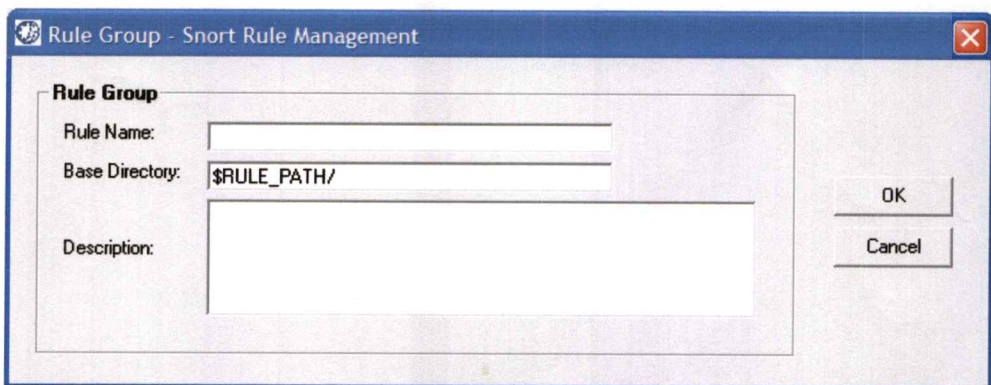 Rule Group - Snort Rule Management
Rule Group
Rule Name:
Base Directory: $RULE_PATH/
Description:
OK
Cancel